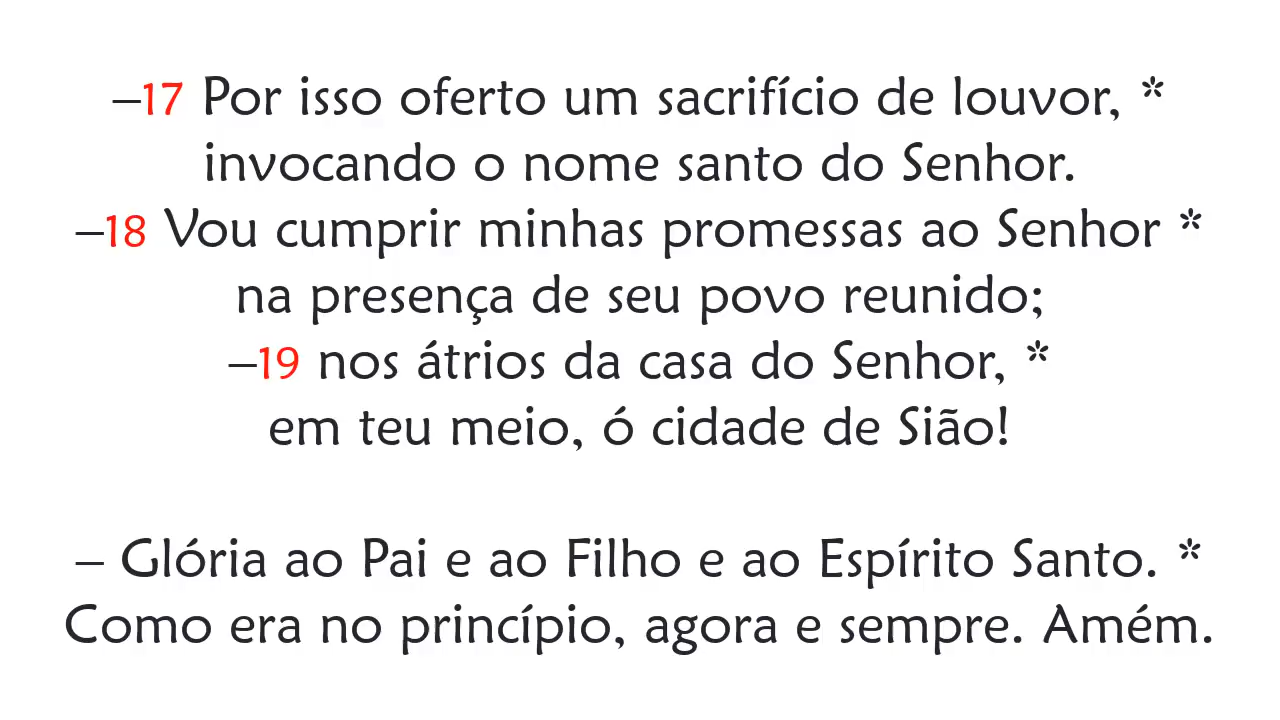 –17 Por isso oferto um sacrifício de louvor, *
invocando o nome santo do Senhor.
–18 Vou cumprir minhas promessas ao Senhor *
na presença de seu povo reunido;
–19 nos átrios da casa do Senhor, *
em teu meio, ó cidade de Sião!
– Glória ao Pai e ao Filho e ao Espírito Santo. *
Como era no princípio, agora e sempre. Amém.